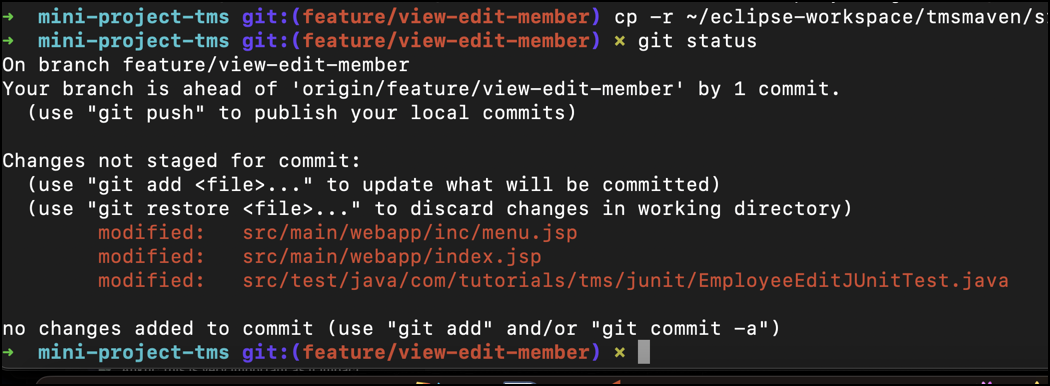 → mini-project-tms git:(feature/view-edit-member) cp -r ~/eclipse-workspace/tmsmaven/
→ mini-project-tms git:(feature/view-edit-member) × git status
On branch feature/view-edit-member
Your branch is ahead of 'origin/feature/view-edit-member' by 1 commit.
(use "git push" to publish your local commits)
Changes not staged for commit:
(use "git add <file>..." to update what will be committed)
(use "git restore <file>..." to discard changes in working directory)
modified: src/main/webapp/inc/menu.jsp
modified: src/main/webapp/index.jsp
modified: src/test/java/com/tutorials/tms/junit/EmployeeEditJUnitTest.java
no changes added to commit (use "git add" and/or "git commit -a")
→ mini-project-tms git:(feature/view-edit-member) ×